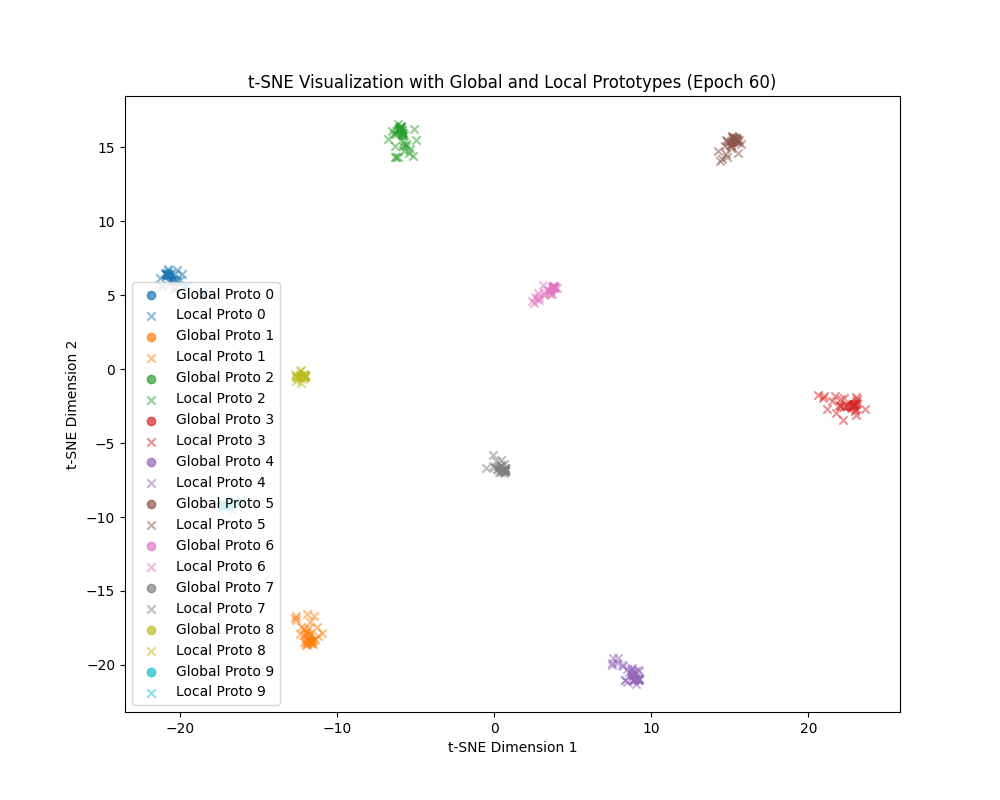 t-SNE Visualization with Global and Local Prototypes (Epoch 60)
t-SNE Dimension 2
15
10
5
0
−5
−10
−15
−20
Global Proto 0
Local Proto 0
Global Proto 1
Local Proto 1
Global Proto 2
Local Proto 2
Global Proto 3
Local Proto 3
Global Proto 4
Local Proto 4
Global Proto 5
Local Proto 5
Global Proto 6
Local Proto 6
Global Proto 7
Local Proto 7
Global Proto 8
Local Proto 8
Global Proto 9
Local Proto 9
−20 −10 0 10 20
t-SNE Dimension 1